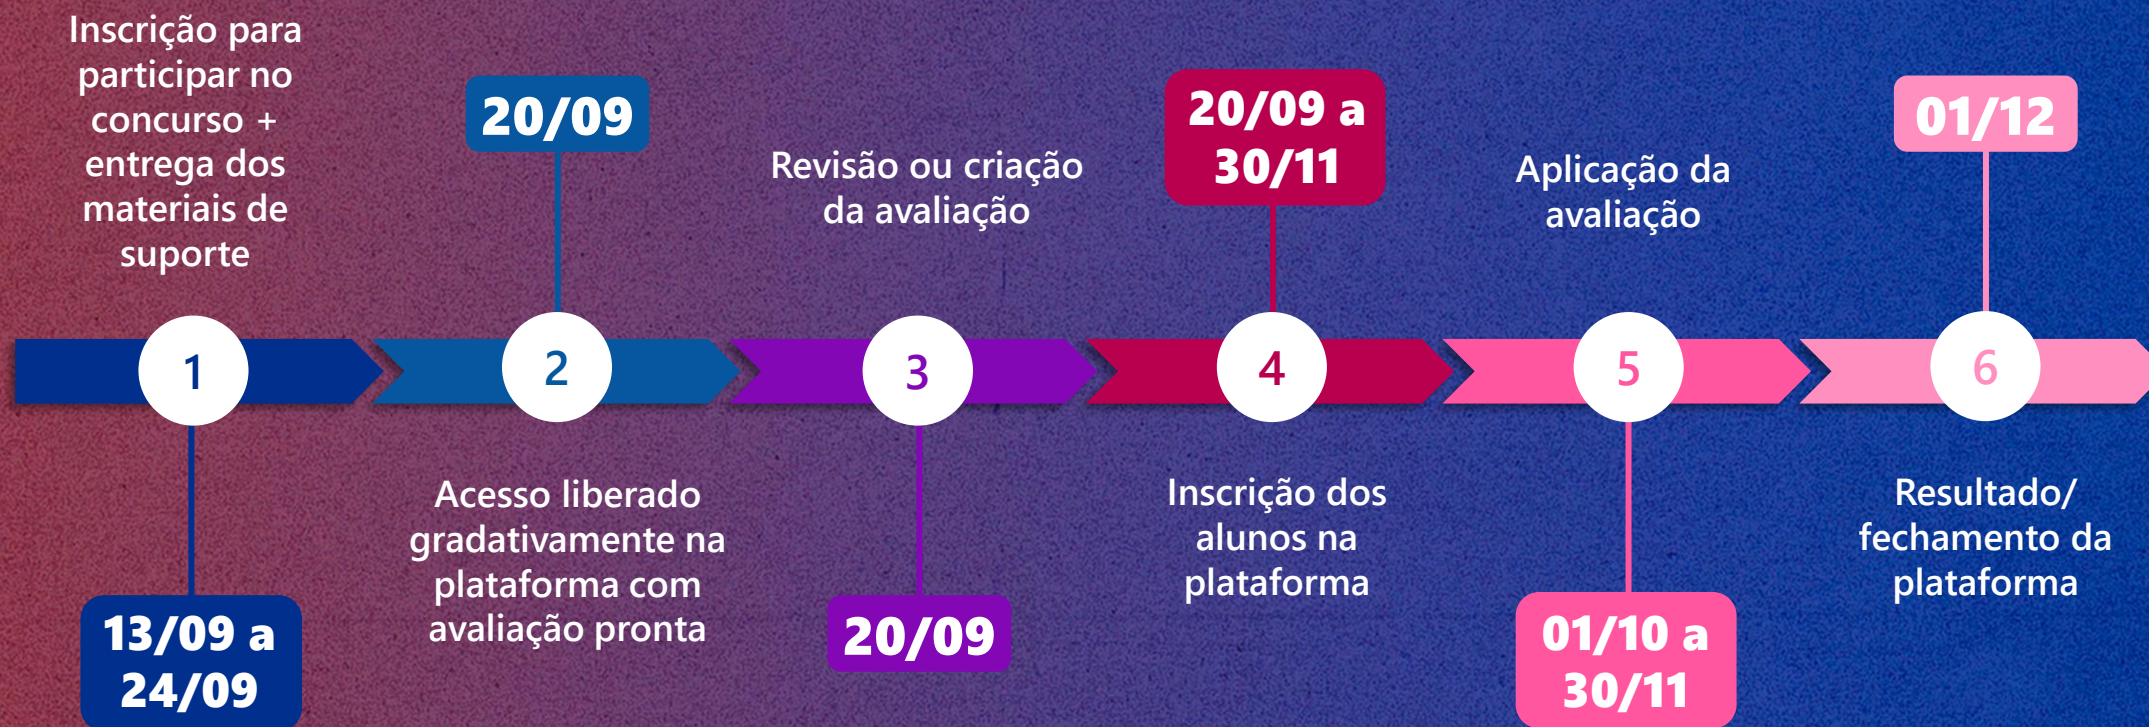 Inscrição para
participar no
concurso +
entrega dos
materiais de
suporte
1
13/09 a
24/09
20/09
2
Acesso liberado
gradativamente na
plataforma com
avaliação pronta
Revisão ou criação
da avaliação
3
20/09
20/09 a
30/11
4
Inscrição dos
alunos na
plataforma
Aplicação da
avaliação
5
01/10 a
30/11
01/12
6
Resultado/
fechamento da
plataforma